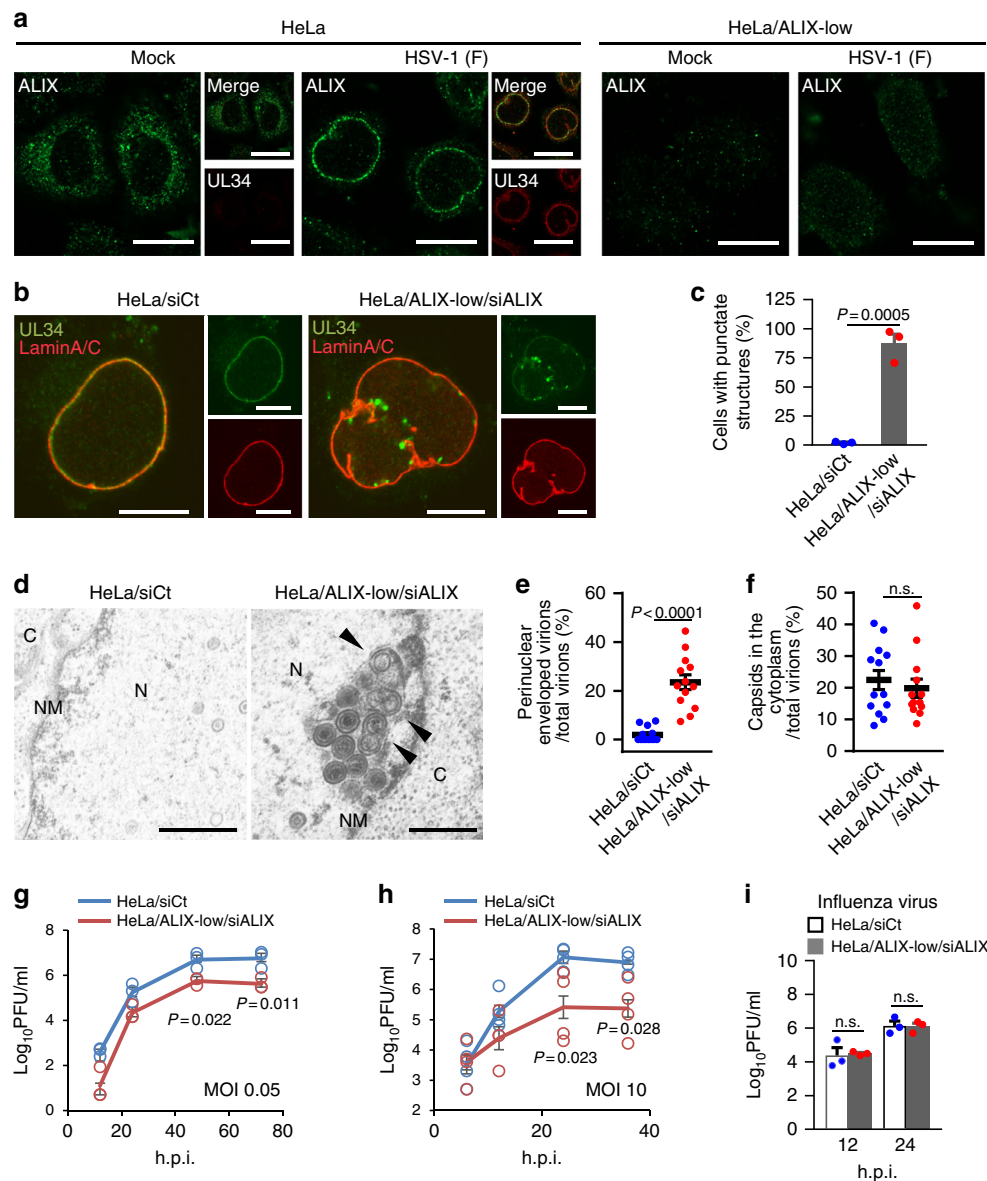 a
HeLa
HeLa/ALIX-low
Mock
HSV-1 (F)
Mock
HSV-1 (F)
ALIX
Merge
UL34
ALIX
Merge
UL34
ALIX
ALIX
b
HeLa/siCt
HeLa/ALIX-low/siALIX
UL34
LaminA/C
UL34
LaminA/C
c
Cells with punctate
structures (%)
125
100
75
50
25
0
P = 0.0005
HeLa/siCt
HeLa/ALIX-low
/siALIX
d
HeLa/siCt
HeLa/ALIX-low/siALIX
C
NM
N
N
C
NM
e
Perinuclear
enveloped virions
/total virions (%)
60
40
20
0
P < 0.0001
HeLa/siCt
HeLa/ALIX-low
/siALIX
f
Capsids in the
cytoplasm
/total virions (%)
50
40
30
20
10
0
n.s.
HeLa/siCt
HeLa/ALIX-low
/siALIX
g
HeLa/siCt
HeLa/ALIX-low/siALIX
Log10PFU/ml
8
6
4
2
0
P = 0.022
P = 0.011
MOI 0.05
0 20 40 60 80
h.p.i.
h
HeLa/siCt
HeLa/ALIX-low/siALIX
Log10PFU/ml
8
7
6
5
4
3
2
P = 0.023
P = 0.028
MOI 10
0 20 40
h.p.i.
i
Influenza virus
HeLa/siCt
HeLa/ALIX-low/siALIX
Log10PFU/ml
10
8
6
4
2
0
n.s.
n.s.
12 24
h.p.i.